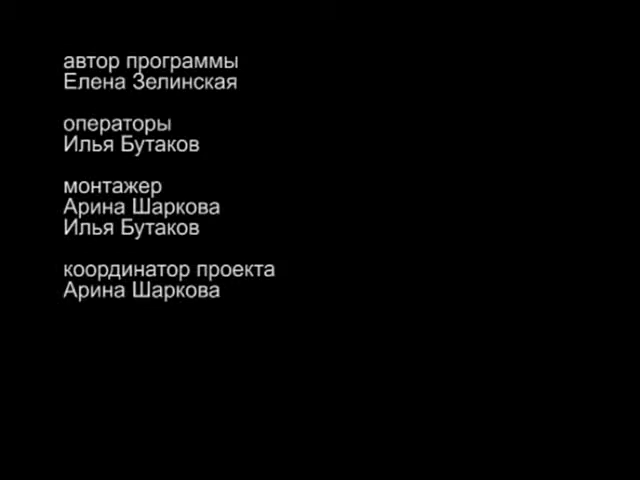 автор программы
Елена Зелинская
операторы
Илья Бутаков
монтажер
Арина Шаркова
Илья Бутаков
координатор проекта
Арина Шаркова